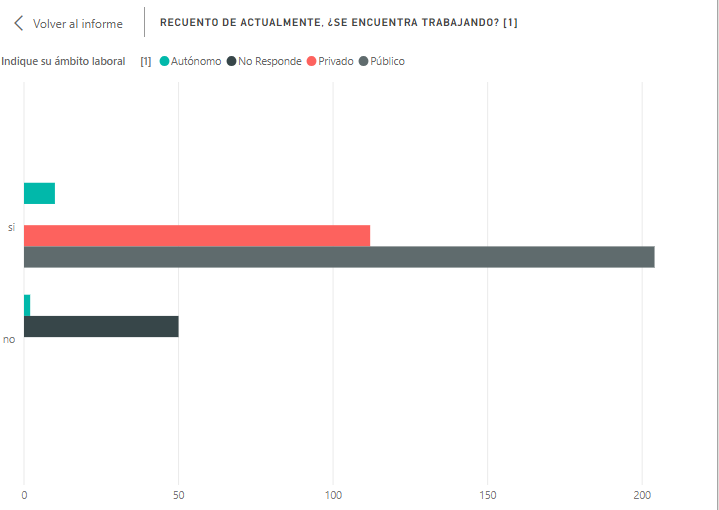 Volver al informe
RECUENTO DE ACTUALMENTE, ¿SE ENCUENTRA TRABAJANDO? [1]
Indique su ámbito laboral [1] Autónomo No Responde Privado Público
si
no
0 50 100 150 200